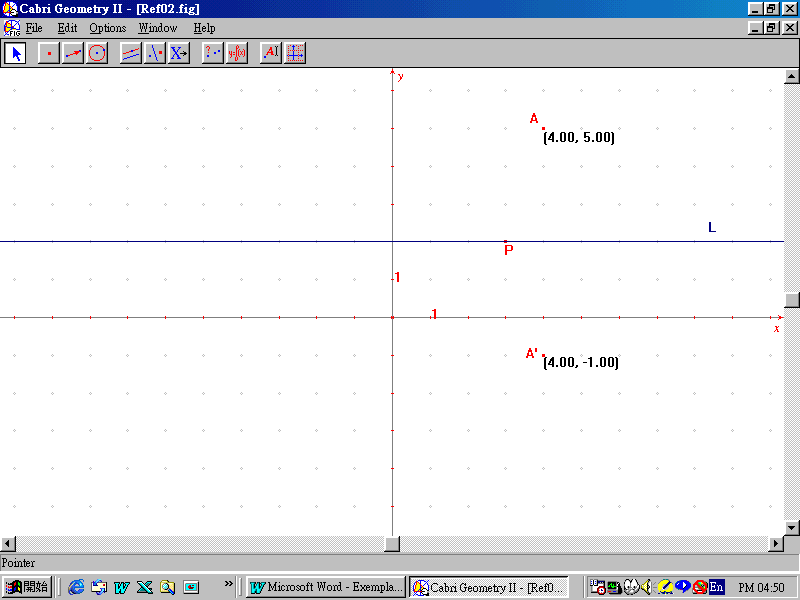 Cabri Geometry II - [Ref02.fig]
File Edit Options Window Help
y
A
(4.00, 5.00)
L
P
1
1
x
A'
(4.00, -1.00)
Pointer
開始
» Microsoft Word - Exempla... Cabri Geometry II - [Ref0... En PM 04:50